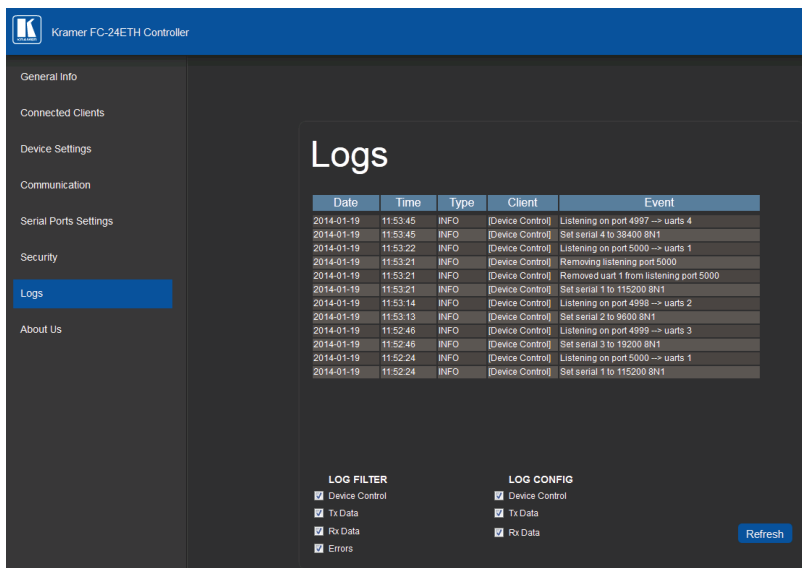 Kramer FC-24ETH Controller
General Info
Connected Clients
Device Settings
Communication
Serial Ports Settings
Security
Logs
About Us
Logs
Date Time Type Client Event
2014-01-19 11:53:45 INFO [Device Control] Listening on port 4997 --> uarts 4
2014-01-19 11:53:45 INFO [Device Control] Set serial 4 to 38400 8N1
2014-01-19 11:53:22 INFO [Device Control] Listening on port 5000 --> uarts 1
2014-01-19 11:53:21 INFO [Device Control] Removing listening port 5000
2014-01-19 11:53:21 INFO [Device Control] Removed uart 1 from listening port 5000
2014-01-19 11:53:21 INFO [Device Control] Set serial 1 to 115200 8N1
2014-01-19 11:53:14 INFO [Device Control] Listening on port 4998 --> uarts 2
2014-01-19 11:53:13 INFO [Device Control] Set serial 2 to 9600 8N1
2014-01-19 11:52:46 INFO [Device Control] Listening on port 4999 --> uarts 3
2014-01-19 11:52:46 INFO [Device Control] Set serial 3 to 19200 8N1
2014-01-19 11:52:24 INFO [Device Control] Listening on port 5000 --> uarts 1
2014-01-19 11:52:24 INFO [Device Control] Set serial 1 to 115200 8N1
LOG FILTER LOG CONFIG
Device Control Device Control
Tx Data Tx Data
Rx Data Rx Data
Errors
Refresh